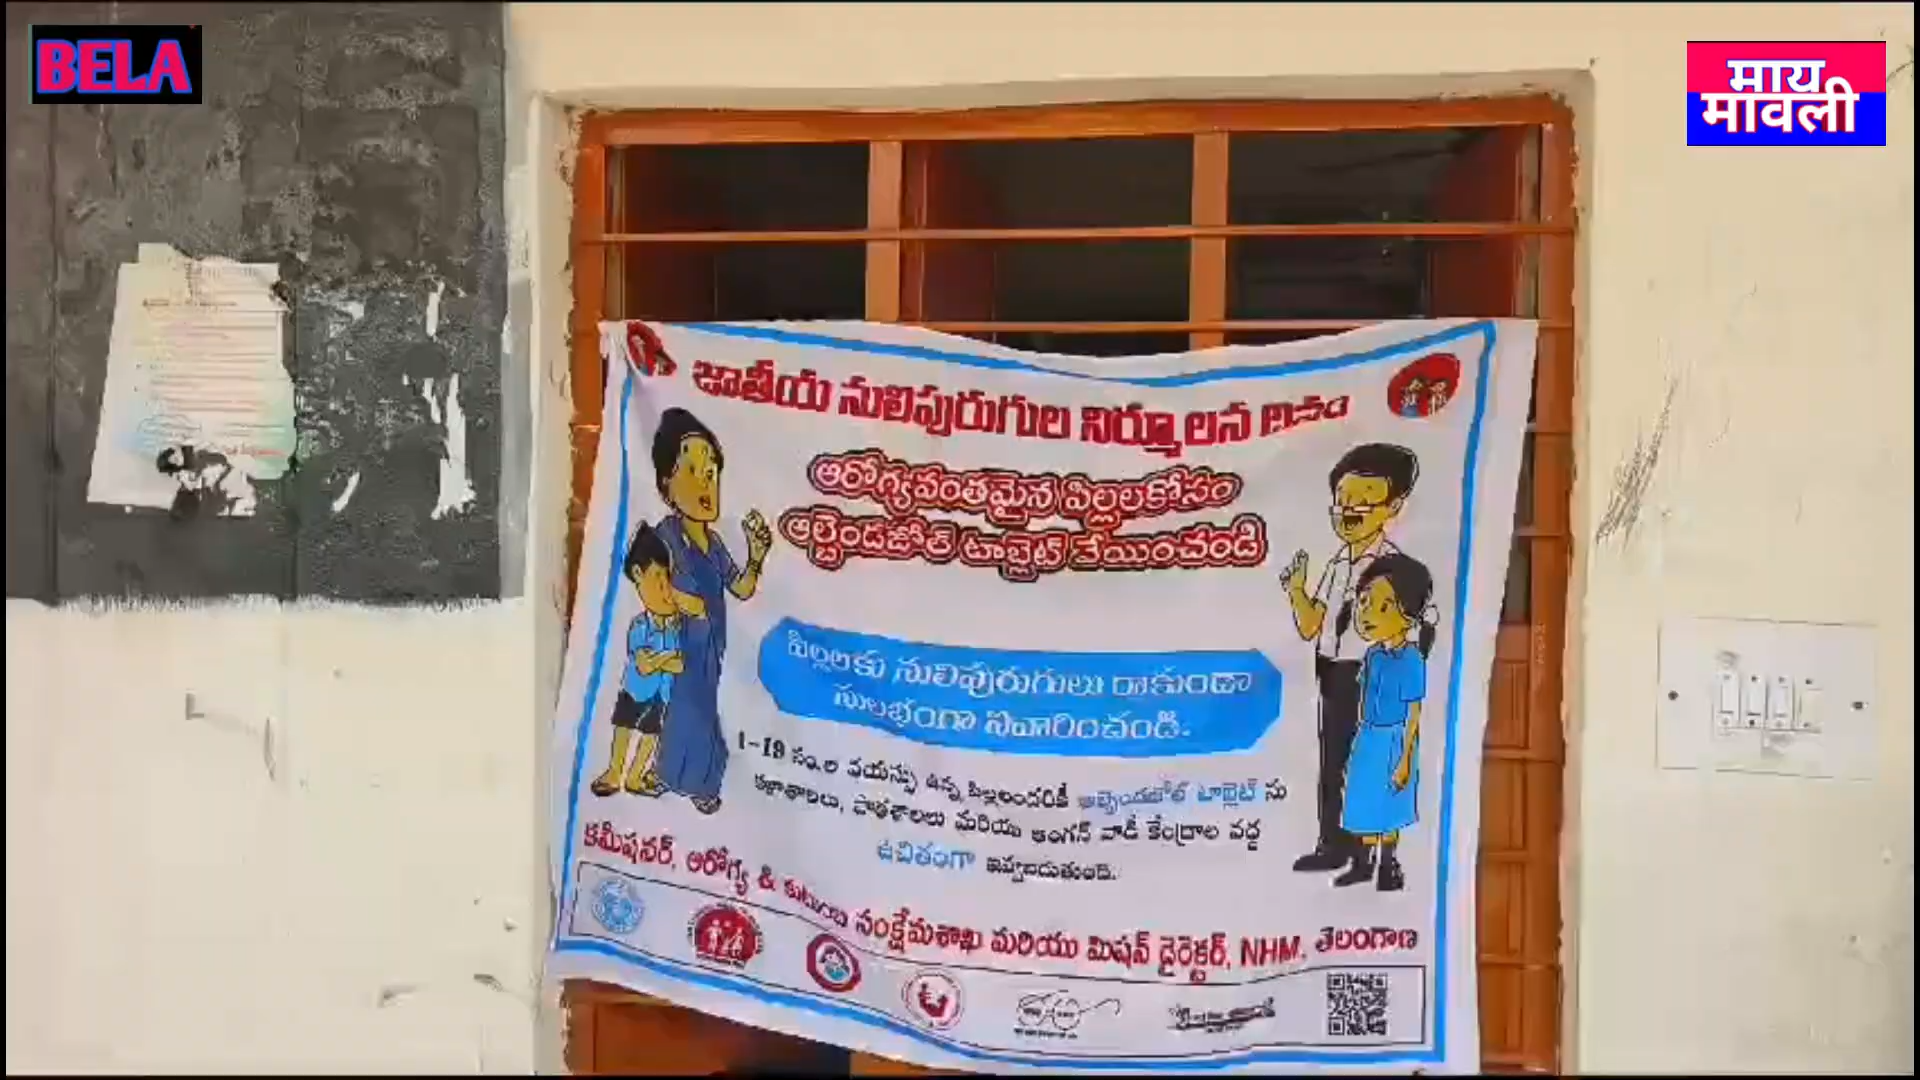 BELA
माय
मावली
జాతీయ నులిపురుగుల నిర్మూలన దినం
ఆరోగ్యవంతమైన పిల్లలకోసం
ఆల్బెండజోల్ టాబ్లెట్ వేయించండి
పిల్లలకు నులిపురుగులు రాకుండా
సులభంగా నివారించండి.
1-19 సం.ల వయస్సు ఉన్న పిల్లలందరికీ ఆల్బెండజోల్ టాబ్లెట్ ను
కళాశాలలు, పాఠశాలలు మరియు అంగన్ వాడీ కేంద్రాల వద్ద
ఉచితంగా ఇవ్వబడుతుంది.
కమీషనర్, ఆరోగ్య & కుటుంబ సంక్షేమశాఖ మరియు మిషన్ డైరెక్టర్, NHM, తెలంగాణ